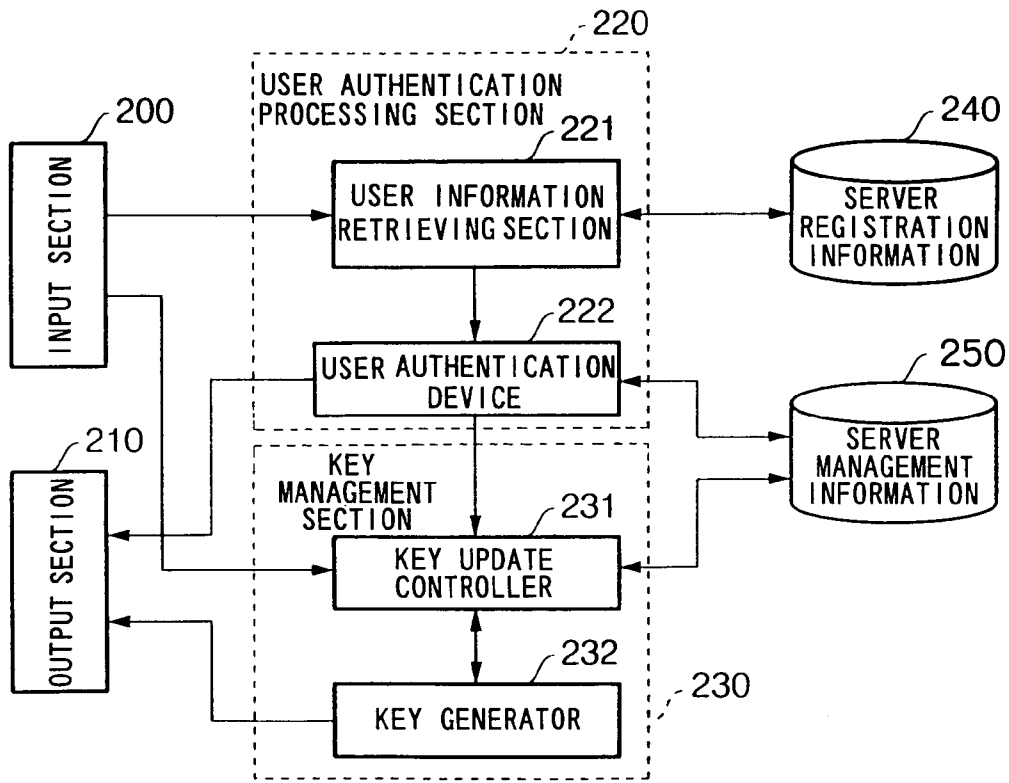 220
USER AUTHENTICATION
PROCESSING SECTION
200
221
240
INPUT SECTION
USER INFORMATION
RETRIEVING SECTION
SERVER
REGISTRATION
INFORMATION
222
USER AUTHENTICATION
DEVICE
250
SERVER
MANAGEMENT
INFORMATION
210
OUTPUT SECTION
KEY
MANAGEMENT
SECTION
231
KEY UPDATE
CONTROLLER
232
KEY GENERATOR
230